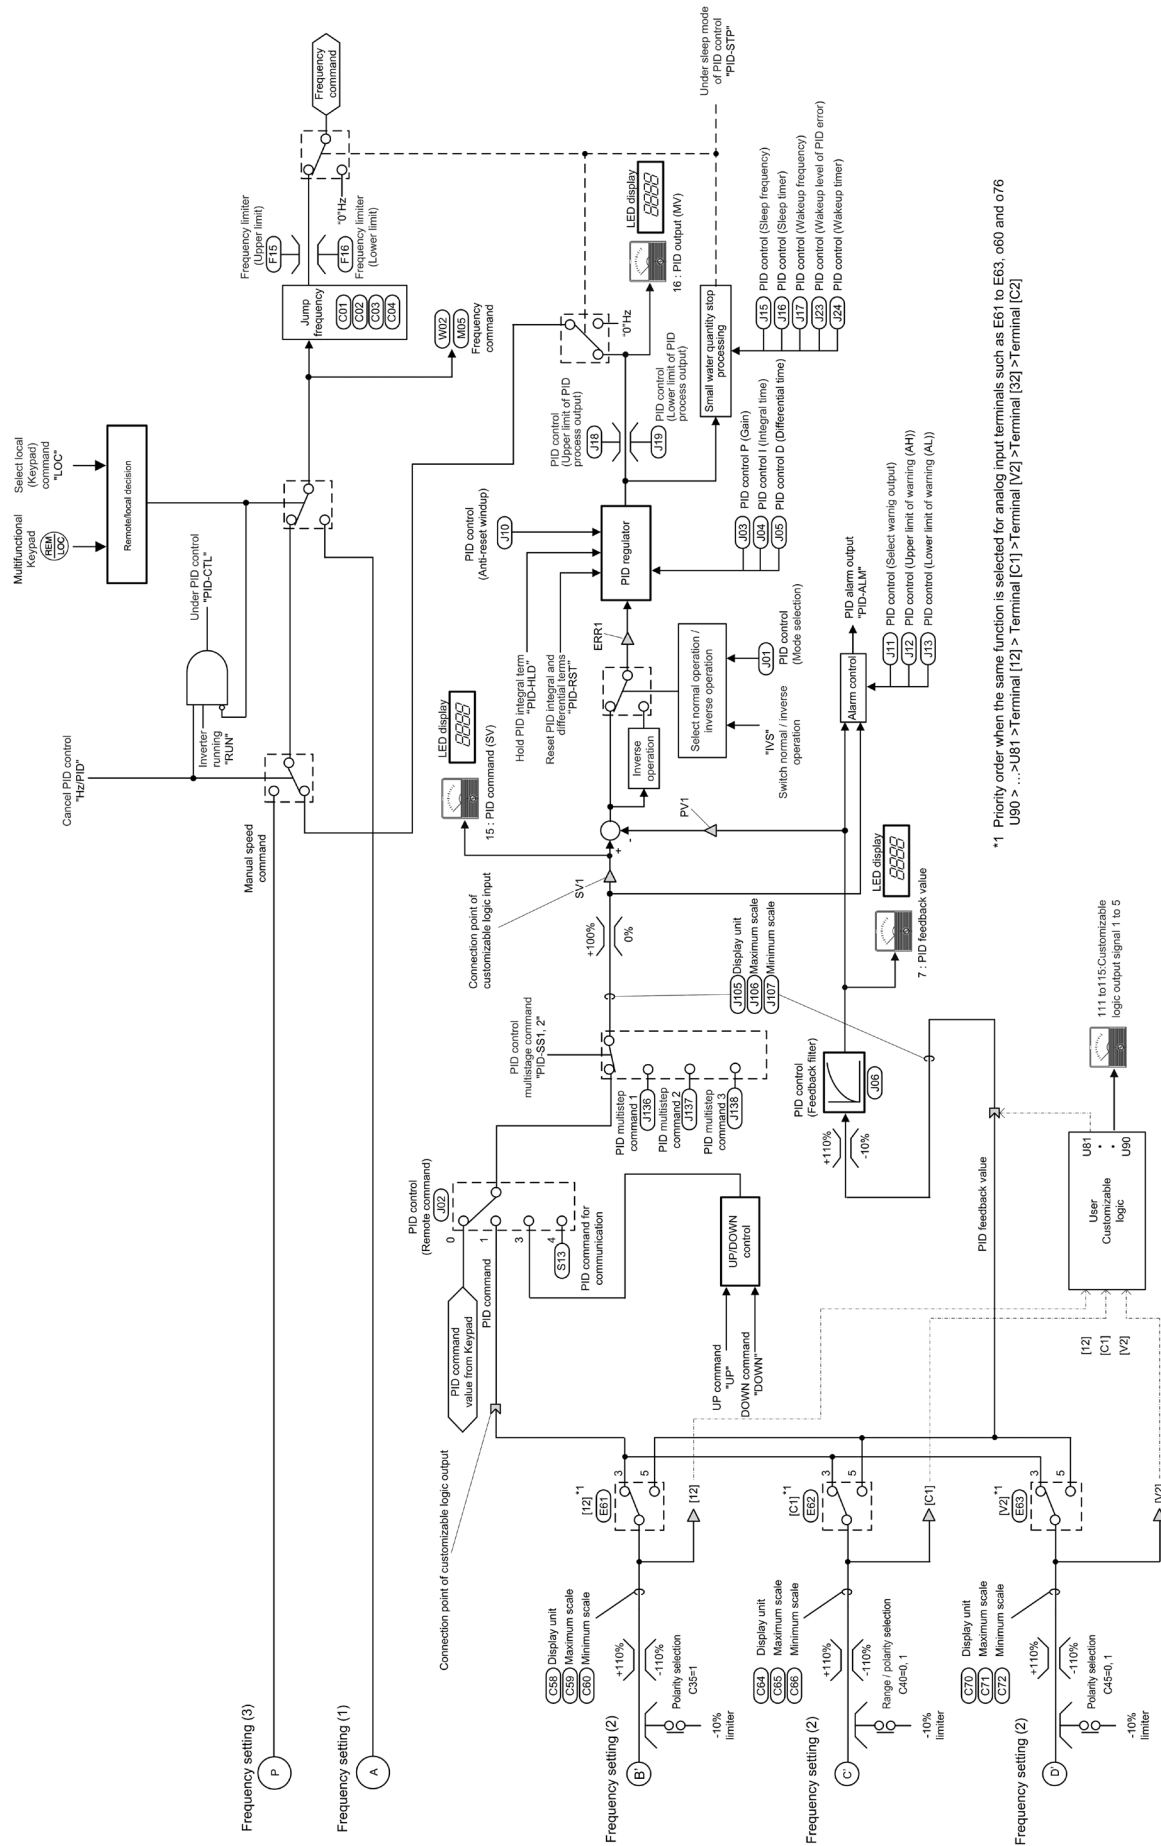 Cancel PID control
"Hz/PID"
Multifunctional
Keypad
REM
LOC
Select local
(Keypad)
command
"LOC"
Remote/local decision
Inverter
running
"RUN"
Under PID control
"PID-CTL"
Manual speed
command
Frequency setting (3)
P
Frequency setting (1)
A
Jump
frequency
C01
C02
C03
C04
W02
M05
Frequency
command
Frequency limiter
(Upper limit)
F15
F16
Frequency limiter
(Lower limit)
"0"Hz
Frequency
command
Under sleep mode
of PID control
"PID-STP"
PID control
(Remote command)
J02
0
1
3
4
PID command
value from Keypad
PID command
S13
PID command for
communication
Connection point of customizable logic output
UP command
"UP"
DOWN command
"DOWN"
UP/DOWN
control
PID control
multistage command
"PID-SS1, 2"
PID multistep
command 1
J136
PID multistep
command 2
J137
PID multistep
command 3
J138
Connection point of
customizable logic input
+100%
0%
SV1
J105 Display unit
J106 Maximum scale
J107 Minimum scale
15 : PID command (SV)
LED display
8888
+
-
PV1
Inverse
operation
Select normal operation /
inverse operation
"IVS"
Switch normal / inverse
operation
J01
PID control
(Mode selection)
ERR1
Hold PID integral term
"PID-HLD"
Reset PID integral and
differential terms
"PID-RST"
PID control
(Anti-reset windup)
J10
PID regulator
J03 PID control P (Gain)
J04 PID control I (Integral time)
J05 PID control D (Differential time)
PID control
(Upper limit of PID
process output)
J18
J19
PID control
(Lower limit of PID
process output)
"0"Hz
16 : PID output (MV)
LED display
8888
Small water quantity stop
processing
J15 PID control (Sleep frequency)
J16 PID control (Sleep timer)
J17 PID control (Wakeup frequency)
J23 PID control (Wakeup level of PID error)
J24 PID control (Wakeup timer)
PID control
(Feedback filter)
J06
+110%
-10%
7 : PID feedback value
LED display
8888
Alarm control
PID alarm output
"PID-ALM"
J11 PID control (Select warnig output)
J12 PID control (Upper limit of warning (AH))
J13 PID control (Lower limit of warning (AL))
PID feedback value
Frequency setting (2)
B'
-10%
limiter
Polarity selection
C35=1
+110%
-110%
C58 Display unit
C59 Maximum scale
C60 Minimum scale
[12]
*1
E61
3
5
[12]
Frequency setting (2)
C'
-10%
limiter
Range / polarity selection
C40=0, 1
+110%
-110%
C64 Display unit
C65 Maximum scale
C66 Minimum scale
[C1]
*1
E62
3
5
[C1]
Frequency setting (2)
D'
-10%
limiter
Polarity selection
C45=0, 1
+110%
-110%
C70 Display unit
C71 Maximum scale
C72 Minimum scale
[V2]
*1
E63
3
5
[V2]
[12]
[C1]
[V2]
User
Customizable
logic
U81
U90
111 to115:Customizable
logic output signal 1 to 5
*1 Priority order when the same function is selected for analog input terminals such as E61 to E63, o60 and o76
U90 > …>U81 >Terminal [12] > Terminal [C1] >Terminal [V2] >Terminal [32] >Terminal [C2]